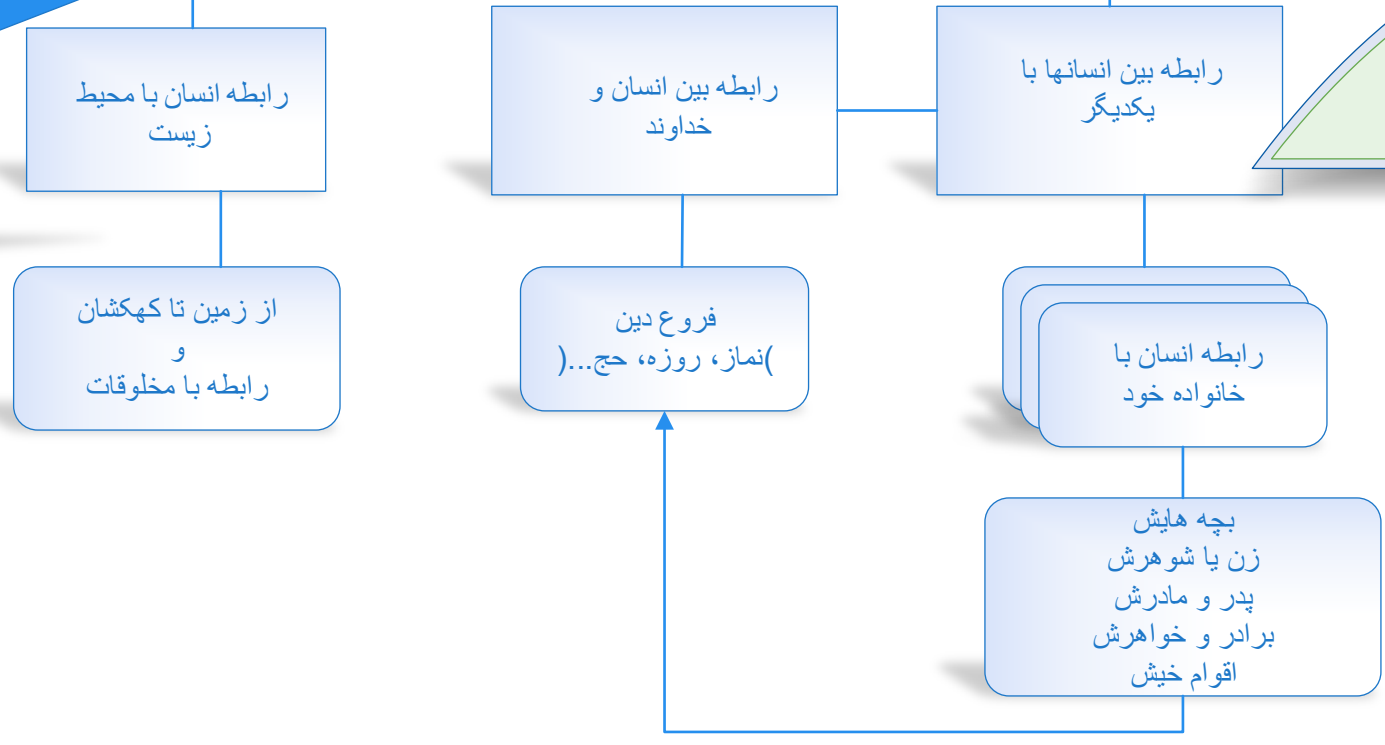 رابطه بین انسانها با
یکدیگر
رابطه بین انسان و
خداوند
رابطه انسان با محیط
زیست
رابطه انسان با
خانواده خود
فروع دین
)نماز، روزه، حج...(
از زمین تا کهکشان
و
رابطه با مخلوقات
بچه هایش
زن یا شوهرش
پدر و مادرش
برادر و خواهرش
اقوام خیش